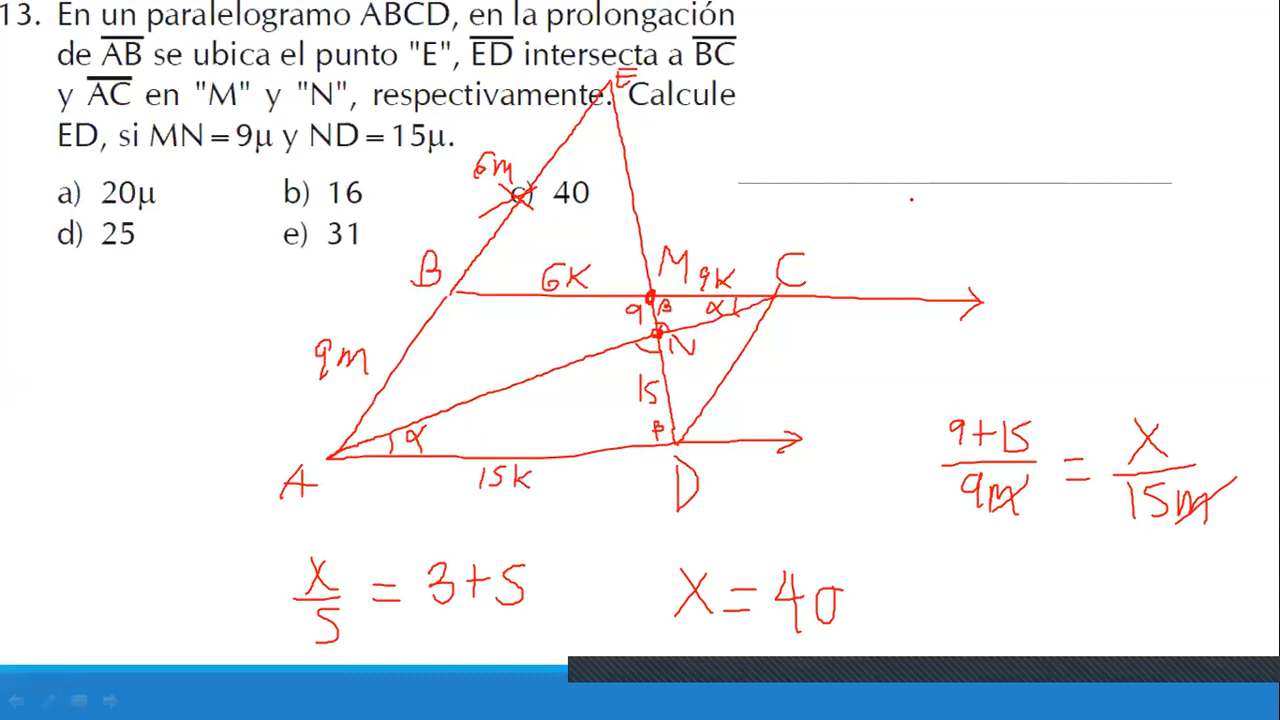 13. En un paralelogramo ABCD, en la prolongación
de AB se ubica el punto "E", ED intersecta a BC
y AC en "M" y "N", respectivamente. Calcule
ED, si MN = 9μ y ND = 15μ.
a) 20μ b) 16 c) 40
d) 25 e) 31
E
6m
B 6K M 9K C
9 β α
N
9m
15
α β
A 15K D
9+15/9m = X/15m
x/5 = 3+5 X = 40